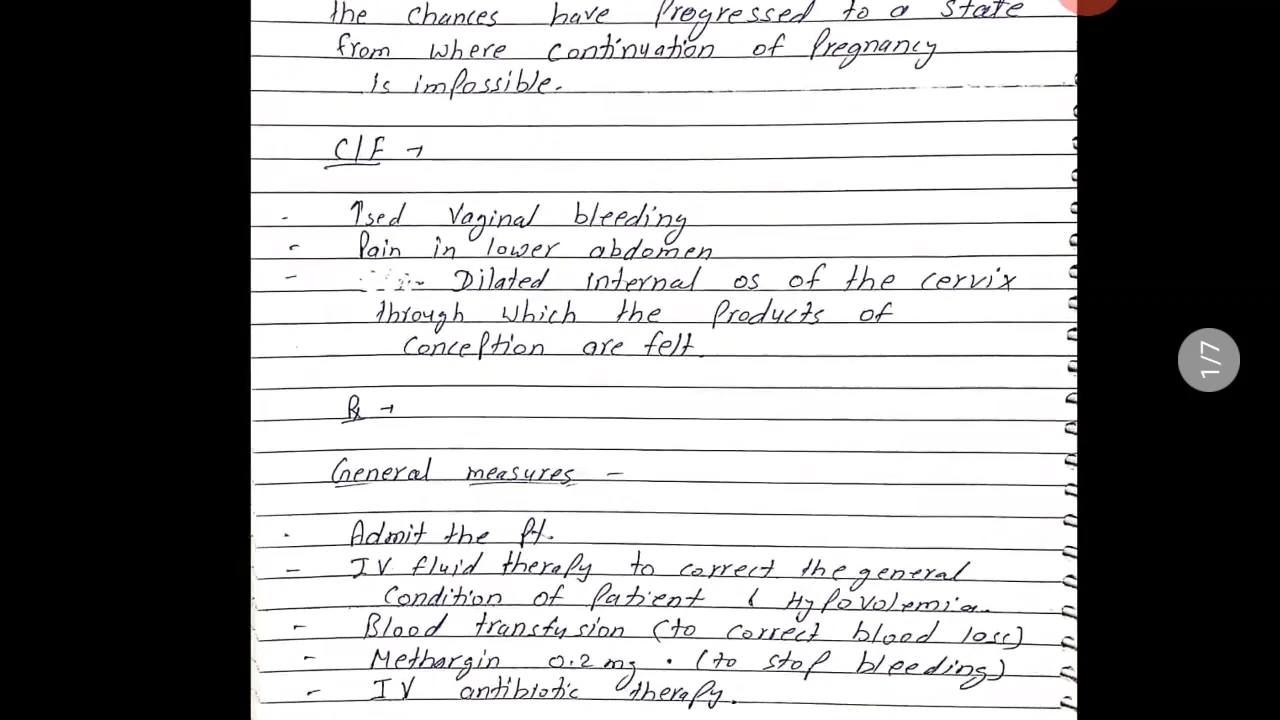 the chances have progressed to a state
from where continuation of pregnancy
is impossible.
C/F →
- ↑sed vaginal bleeding
- Pain in lower abdomen
- Dilated internal os of the cervix
through which the products of
conception are felt.
Rx →
General measures -
- Admit the Pt.
- IV fluid therapy to correct the general
condition of patient & Hypovolemia.
- Blood transfusion (to correct blood loss)
- Methargin 0.2 mg. (to stop bleeding)
- IV antibiotic therapy.
1/7